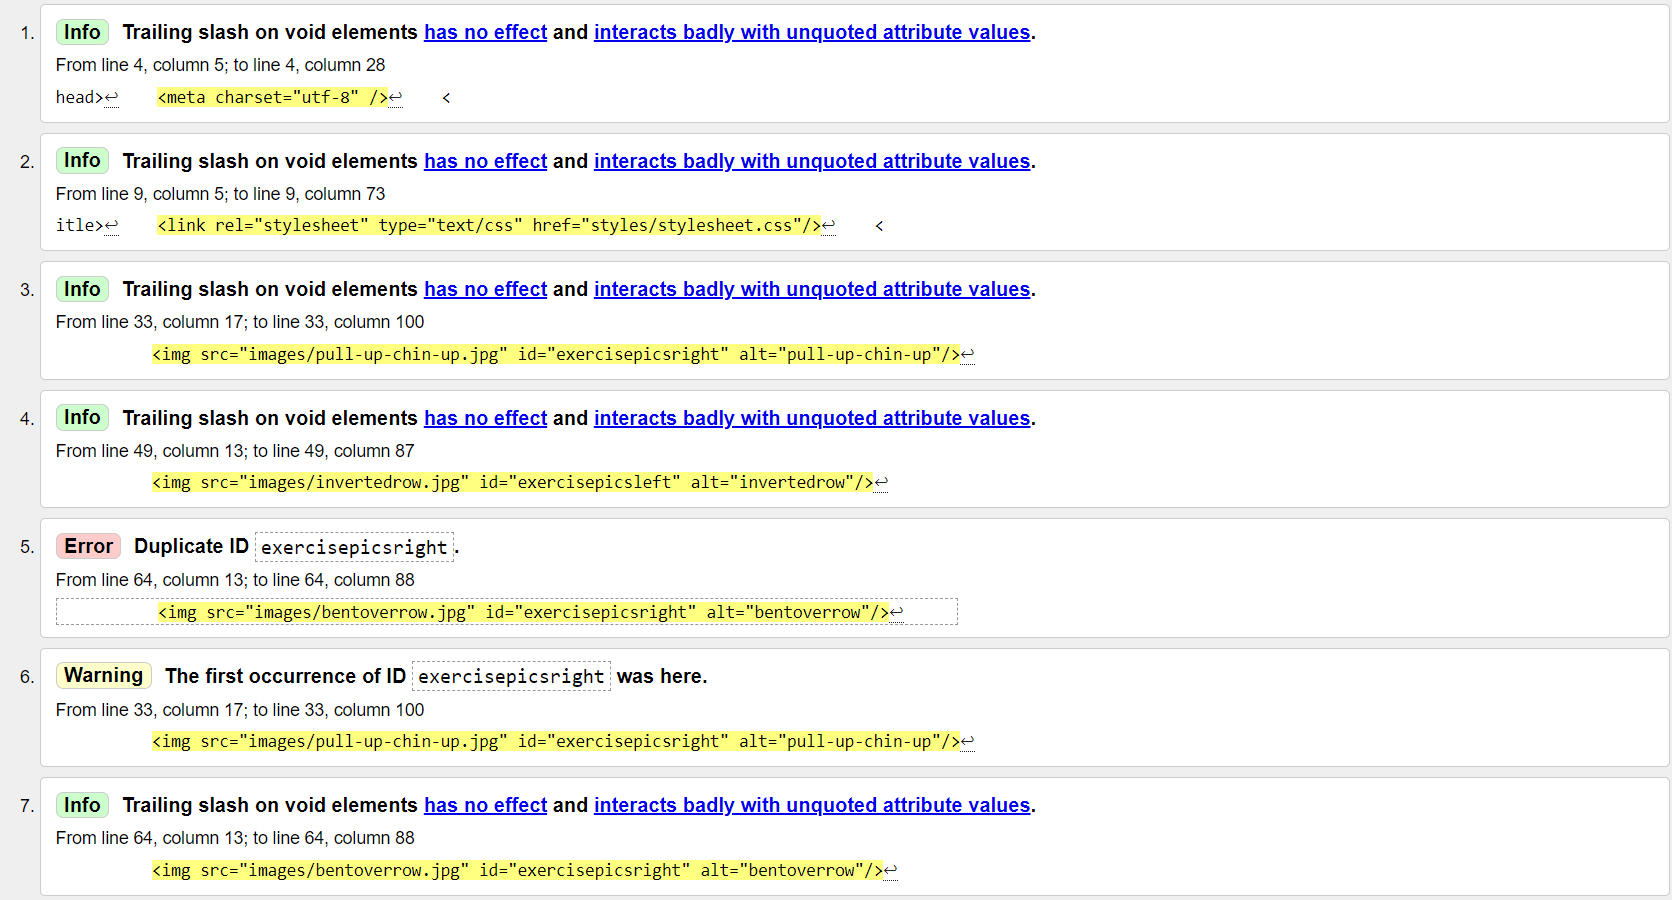 1. Info Trailing slash on void elements has no effect and interacts badly with unquoted attribute values.
From line 4, column 5; to line 4, column 28
head>↩    <meta charset="utf-8" />↩    <
2. Info Trailing slash on void elements has no effect and interacts badly with unquoted attribute values.
From line 9, column 5; to line 9, column 73
itle>↩    <link rel="stylesheet" type="text/css" href="styles/stylesheet.css"/>↩    <
3. Info Trailing slash on void elements has no effect and interacts badly with unquoted attribute values.
From line 33, column 17; to line 33, column 100
<img src="images/pull-up-chin-up.jpg" id="exercisepicsright" alt="pull-up-chin-up"/>↩
4. Info Trailing slash on void elements has no effect and interacts badly with unquoted attribute values.
From line 49, column 13; to line 49, column 87
<img src="images/invertedrow.jpg" id="exercisepicsleft" alt="invertedrow"/>↩
5. Error Duplicate ID exercisepicsright.
From line 64, column 13; to line 64, column 88
<img src="images/bentoverrow.jpg" id="exercisepicsright" alt="bentoverrow"/>↩
6. Warning The first occurrence of ID exercisepicsright was here.
From line 33, column 17; to line 33, column 100
<img src="images/pull-up-chin-up.jpg" id="exercisepicsright" alt="pull-up-chin-up"/>↩
7. Info Trailing slash on void elements has no effect and interacts badly with unquoted attribute values.
From line 64, column 13; to line 64, column 88
<img src="images/bentoverrow.jpg" id="exercisepicsright" alt="bentoverrow"/>↩